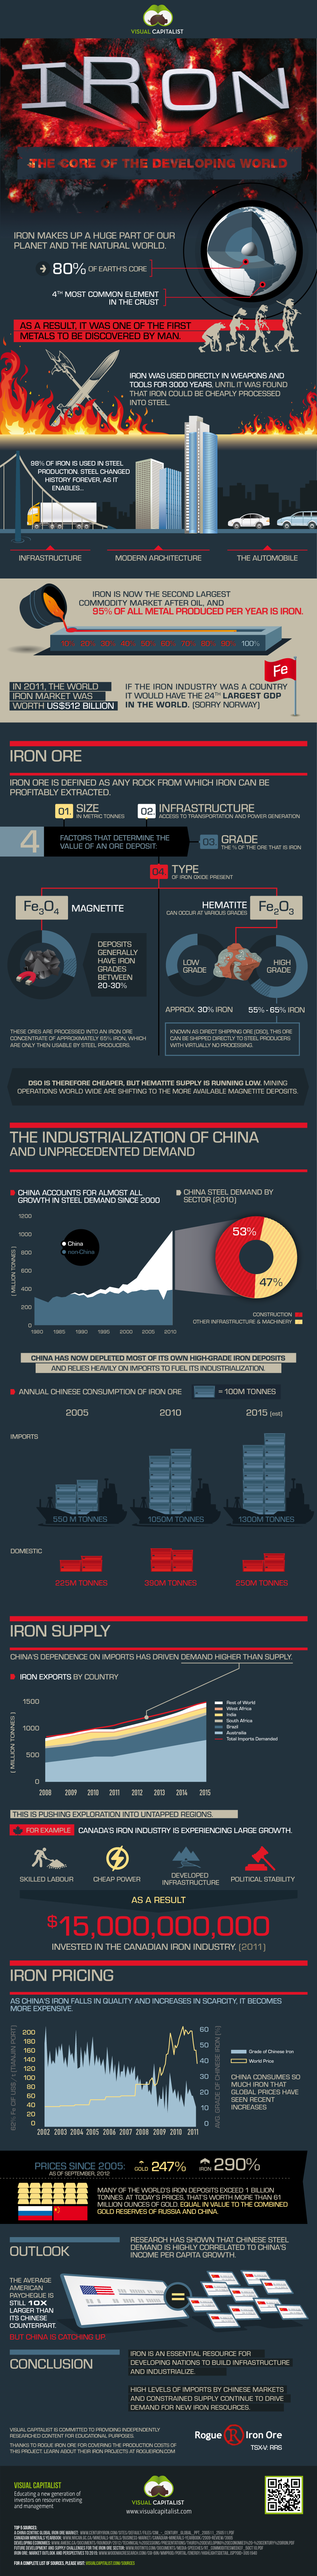 VISUAL CAPITALIST
IRON
THE CORE OF THE DEVELOPING WORLD
IRON MAKES UP A HUGE PART OF OUR
PLANET AND THE NATURAL WORLD.
80% OF EARTH'S CORE
4TH MOST COMMON ELEMENT
IN THE CRUST
AS A RESULT, IT WAS ONE OF THE FIRST
METALS TO BE DISCOVERED BY MAN.
IRON WAS USED DIRECTLY IN WEAPONS AND
TOOLS FOR 3000 YEARS, UNTIL IT WAS FOUND
THAT IRON COULD BE CHEAPLY PROCESSED
INTO STEEL.
98% OF IRON IS USED IN STEEL
PRODUCTION. STEEL CHANGED
HISTORY FOREVER, AS IT
ENABLES...
INFRASTRUCTURE
MODERN ARCHITECTURE
THE AUTOMOBILE
IRON IS NOW THE SECOND LARGEST
COMMODITY MARKET AFTER OIL, AND
95% OF ALL METAL PRODUCED PER YEAR IS IRON.
10% 20% 30% 40% 50% 60% 70% 80% 90% 100%
Fe
IN 2011, THE WORLD
IRON MARKET WAS
WORTH US$512 BILLION
IF THE IRON INDUSTRY WAS A COUNTRY
IT WOULD HAVE THE 24TH LARGEST GDP
IN THE WORLD. (SORRY NORWAY)
IRON ORE
IRON ORE IS DEFINED AS ANY ROCK FROM WHICH IRON CAN BE
PROFITABLY EXTRACTED.
01 SIZE
IN METRIC TONNES
02 INFRASTRUCTURE
ACCESS TO TRANSPORTATION AND POWER GENERATION
4 FACTORS THAT DETERMINE THE
VALUE OF AN ORE DEPOSIT:
03 GRADE
THE % OF THE ORE THAT IS IRON
04 TYPE
OF IRON OXIDE PRESENT
Fe3O4 MAGNETITE
HEMATITE
CAN OCCUR AT VARIOUS GRADES
Fe2O3
DEPOSITS
GENERALLY
HAVE IRON
GRADES
BETWEEN
20-30%
LOW
GRADE
HIGH
GRADE
APPROX. 30% IRON
55% - 65% IRON
THESE ORES ARE PROCESSED INTO AN IRON ORE
CONCENTRATE OF APPROXIMATELY 65% IRON, WHICH
ARE ONLY THEN USABLE BY STEEL PRODUCERS.
KNOWN AS DIRECT SHIPPING ORE (DSO), THIS ORE
CAN BE SHIPPED DIRECTLY TO STEEL PRODUCERS
WITH VIRTUALLY NO PROCESSING.
DSO IS THEREFORE CHEAPER, BUT HEMATITE SUPPLY IS RUNNING LOW. MINING
OPERATIONS WORLD WIDE ARE SHIFTING TO THE MORE AVAILABLE MAGNETITE DEPOSITS.
THE INDUSTRIALIZATION OF CHINA
AND UNPRECEDENTED DEMAND
CHINA ACCOUNTS FOR ALMOST ALL
GROWTH IN STEEL DEMAND SINCE 2000
CHINA STEEL DEMAND BY
SECTOR (2010)
[ MILLION TONNES ]
1200
1000
800
600
400
200
0
China
non-China
1980 1985 1990 1995 2000 2005 2010
53%
47%
CONSTRUCTION
OTHER INFRASTRUCTURE & MACHINERY
CHINA HAS NOW DEPLETED MOST OF ITS OWN HIGH-GRADE IRON DEPOSITS
AND RELIES HEAVILY ON IMPORTS TO FUEL ITS INDUSTRIALIZATION.
ANNUAL CHINESE CONSUMPTION OF IRON ORE
= 100M TONNES
2005
2010
2015 (est)
IMPORTS
550 M TONNES
1050M TONNES
1300M TONNES
DOMESTIC
225M TONNES
390M TONNES
250M TONNES
IRON SUPPLY
CHINA'S DEPENDENCE ON IMPORTS HAS DRIVEN DEMAND HIGHER THAN SUPPLY.
IRON EXPORTS BY COUNTRY
[ MILLION TONNES ]
1500
1000
500
0
Rest of World
West Africa
India
South Africa
Brazil
Australia
Total Imports Demanded
2008 2009 2010 2011 2012 2013 2014 2015
THIS IS PUSHING EXPLORATION INTO UNTAPPED REGIONS.
FOR EXAMPLE CANADA'S IRON INDUSTRY IS EXPERIENCING LARGE GROWTH.
SKILLED LABOUR
CHEAP POWER
DEVELOPED
INFRASTRUCTURE
POLITICAL STABILITY
AS A RESULT
$15,000,000,000
INVESTED IN THE CANADIAN IRON INDUSTRY. (2011)
IRON PRICING
AS CHINA'S IRON FALLS IN QUALITY AND INCREASES IN SCARCITY, IT BECOMES
MORE EXPENSIVE.
200
180
160
140
120
100
80
60
40
20
0
60
50
40
30
20
10
0
AVG. GRADE OF CHINESE IRON (%)
Grade of Chinese Iron
World Price
CHINA CONSUMES SO
MUCH IRON THAT
GLOBAL PRICES HAVE
SEEN RECENT
INCREASES
2002 2003 2004 2005 2006 2007 2008 2009 2010 2011
PRICES SINCE 2005:
AS OF SEPTEMBER, 2012
GOLD 247%
IRON 290%
MANY OF THE WORLD'S IRON DEPOSITS EXCEED 1 BILLION
TONNES. AT TODAY'S PRICES, THAT'S WORTH MORE THAN 61
MILLION OUNCES OF GOLD. EQUAL IN VALUE TO THE COMBINED
GOLD RESERVES OF RUSSIA AND CHINA.
OUTLOOK
RESEARCH HAS SHOWN THAT CHINESE STEEL
DEMAND IS HIGHLY CORRELATED TO CHINA'S
INCOME PER CAPITA GROWTH.
THE AVERAGE
AMERICAN
PAYCHEQUE IS
STILL 10X
LARGER THAN
ITS CHINESE
COUNTERPART.
BUT CHINA IS CATCHING UP.
CONCLUSION
IRON IS AN ESSENTIAL RESOURCE FOR
DEVELOPING NATIONS TO BUILD INFRASTRUCTURE
AND INDUSTRIALIZE.
HIGH LEVELS OF IMPORTS BY CHINESE MARKETS
AND CONSTRAINED SUPPLY CONTINUE TO DRIVE
DEMAND FOR NEW IRON RESOURCES.
VISUAL CAPITALIST IS COMMITTED TO PROVIDING INDEPENDENTLY
RESEARCHED CONTENT FOR EDUCATIONAL PURPOSES.
THANKS TO ROGUE IRON ORE FOR COVERING THE PRODUCTION COSTS OF
THIS PROJECT. LEARN ABOUT THEIR IRON PROJECTS AT ROGUEIRON.COM
Rogue Iron Ore
TSX-V: RRS
VISUAL CAPITALIST
Educating a new generation of
investors on resource investing
and management
VISUAL CAPITALIST
www.visualcapitalist.com
TOP 5 SOURCES:
FOR A COMPLETE LIST OF SOURCES, PLEASE VISIT: VISUALCAPITALIST.COM/SOURCES